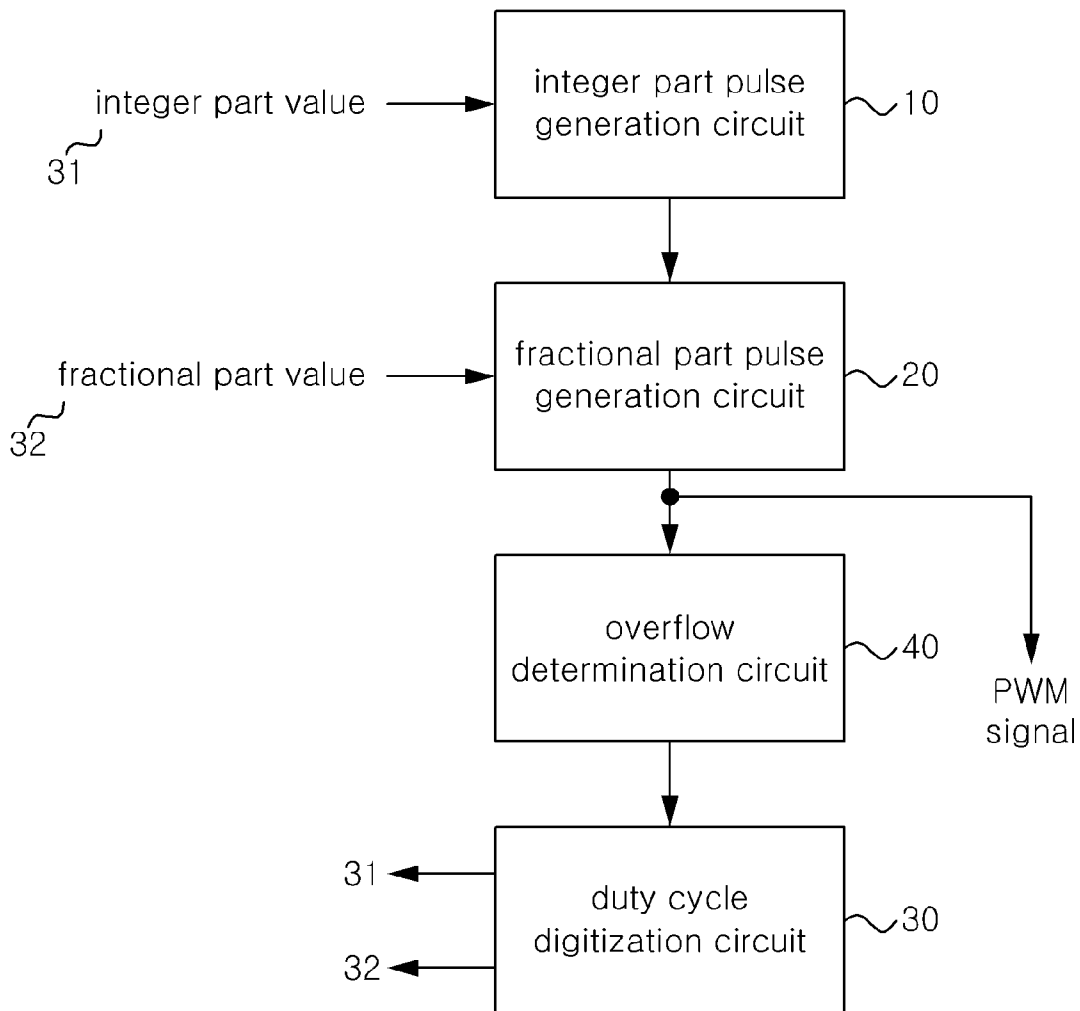 integer part pulse
generation circuit
10
integer part value
31
fractional part pulse
generation circuit
20
fractional part value
32
overflow
determination circuit
40
PWM
signal
31
duty cycle
digitization circuit
30
32